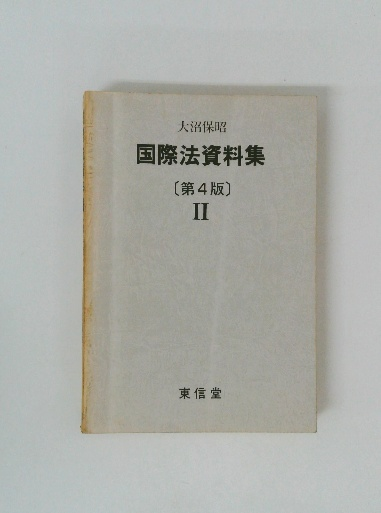 大沼保昭
国際法資料集
〔第4版〕
II
東信堂